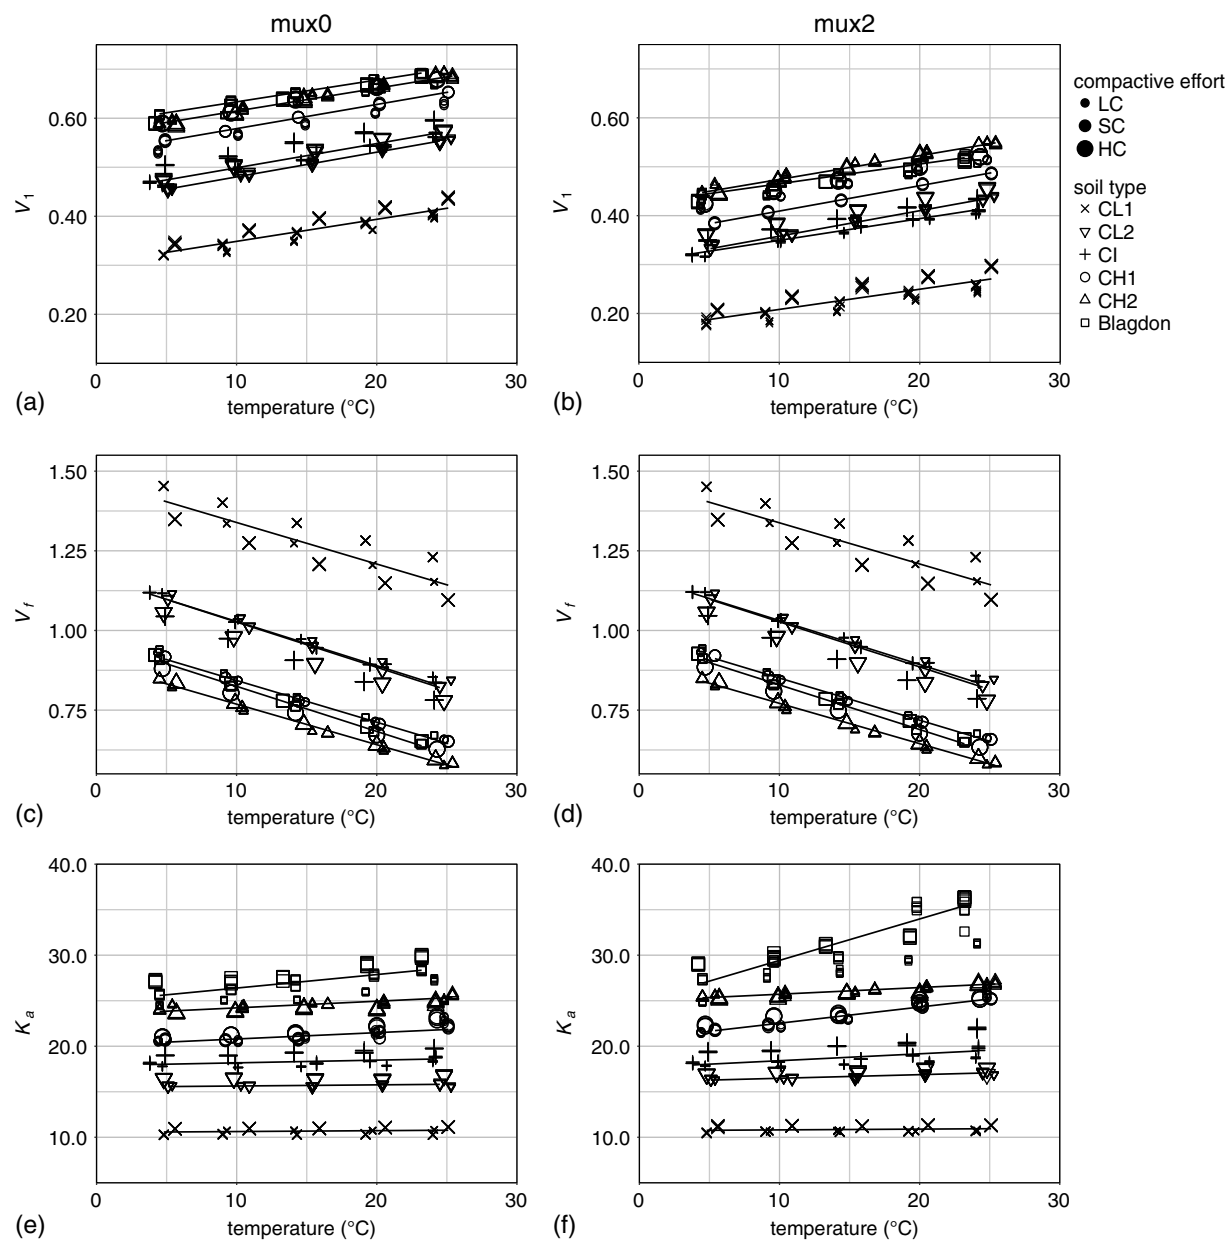 mux0
mux2
V1
0.60
0.40
0.20
0
10
20
30
temperature (°C)
(a)
V1
0.60
0.40
0.20
0
10
20
30
temperature (°C)
(b)
compactive effort
LC
SC
HC
soil type
CL1
CL2
CI
CH1
CH2
Blagdon
Vf
1.50
1.25
1.00
0.75
0
10
20
30
temperature (°C)
(c)
Vf
1.50
1.25
1.00
0.75
0
10
20
30
temperature (°C)
(d)
Ka
40.0
30.0
20.0
10.0
0
10
20
30
temperature (°C)
(e)
Ka
40.0
30.0
20.0
10.0
0
10
20
30
temperature (°C)
(f)